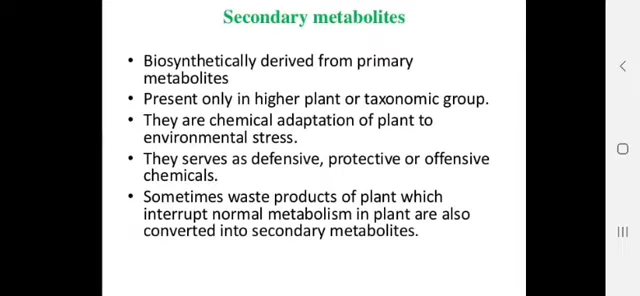 Secondary metabolites
• Biosynthetically derived from primary
metabolites
• Present only in higher plant or taxonomic group.
• They are chemical adaptation of plant to
environmental stress.
• They serves as defensive, protective or offensive
chemicals.
• Sometimes waste products of plant which
interrupt normal metabolism in plant are also
converted into secondary metabolites.